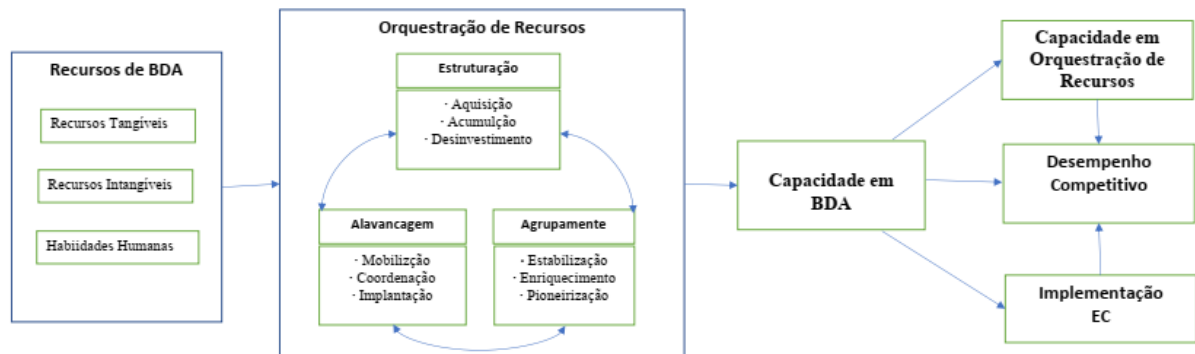 Recursos de BDA
Recursos Tangíveis
Recursos Intangíveis
Habiidades Humanas
Orquestração de Recursos
Estruturação
· Aquisição
· Acumulção
· Desinvestimento
Alavancagem
· Mobilizção
· Coordenação
· Implantação
Agrupamente
· Estabilização
· Enriquecimento
· Pioneirização
Capacidade em
BDA
Capacidade em
Orquestração de
Recursos
Desempenho
Competitivo
Implementação
EC